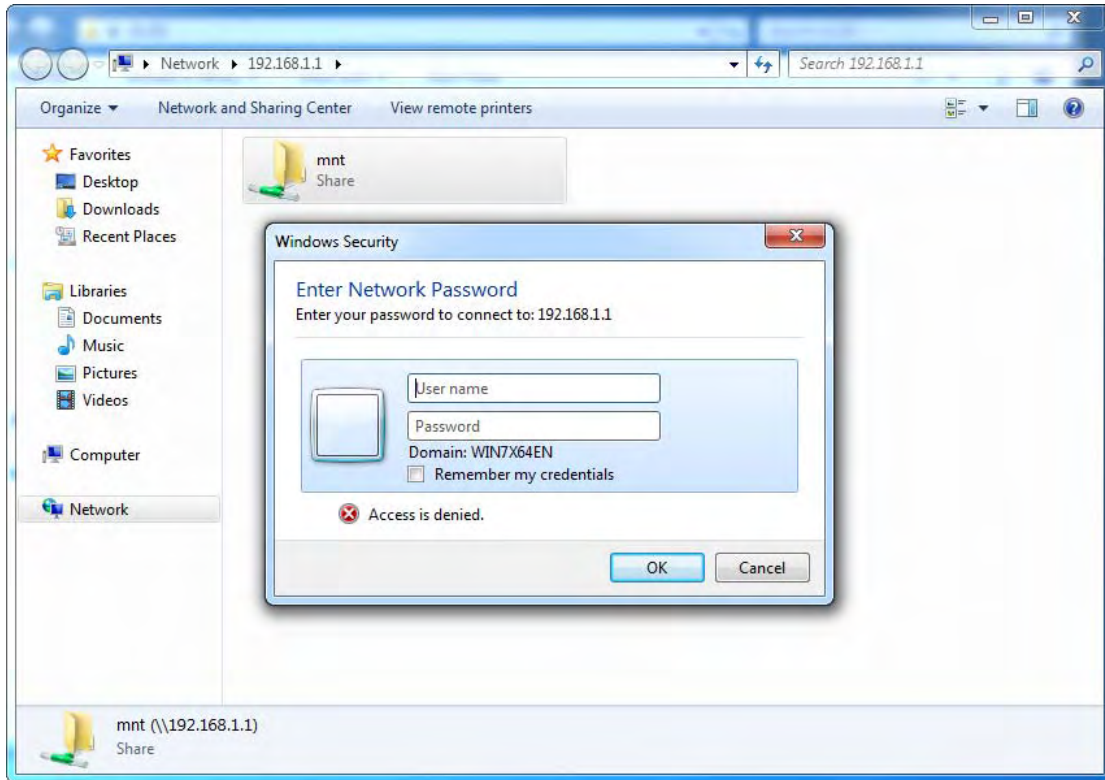 Network 192.168.1.1
Search 192.168.1.1
Organize Network and Sharing Center View remote printers
Favorites
Desktop
Downloads
Recent Places
Libraries
Documents
Music
Pictures
Videos
Computer
Network
mnt
Share
Windows Security
Enter Network Password
Enter your password to connect to: 192.168.1.1
User name
Password
Domain: WIN7X64EN
Remember my credentials
Access is denied.
OK Cancel
mnt (\\192.168.1.1)
Share